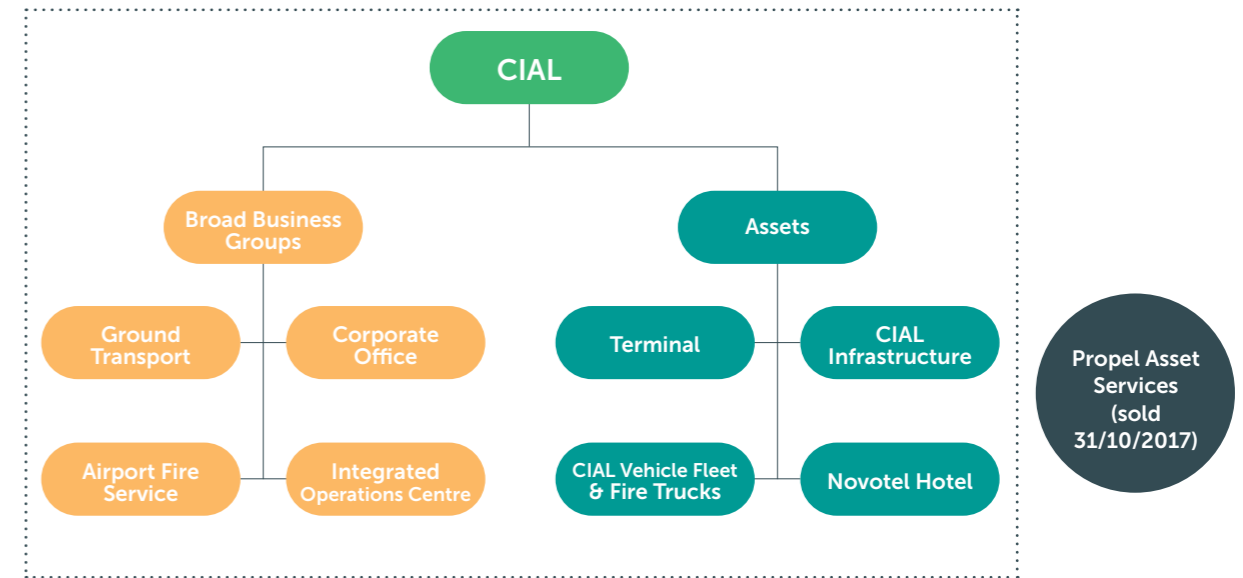 CIAL
Broad Business
Groups
Assets
Ground
Transport
Corporate
Office
Terminal
CIAL
Infrastructure
Propel Asset
Services
(sold
31/10/2017)
Airport Fire
Service
Integrated
Operations Centre
CIAL Vehicle Fleet
& Fire Trucks
Novotel Hotel